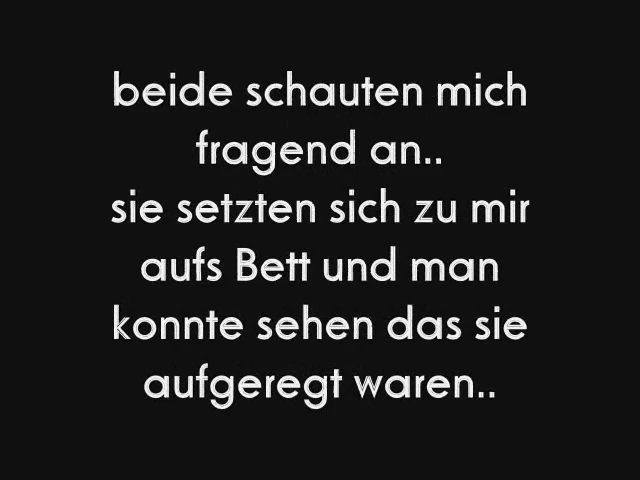 beide schauten mich
fragend an..
sie setzten sich zu mir
aufs Bett und man
konnte sehen das sie
aufgeregt waren..